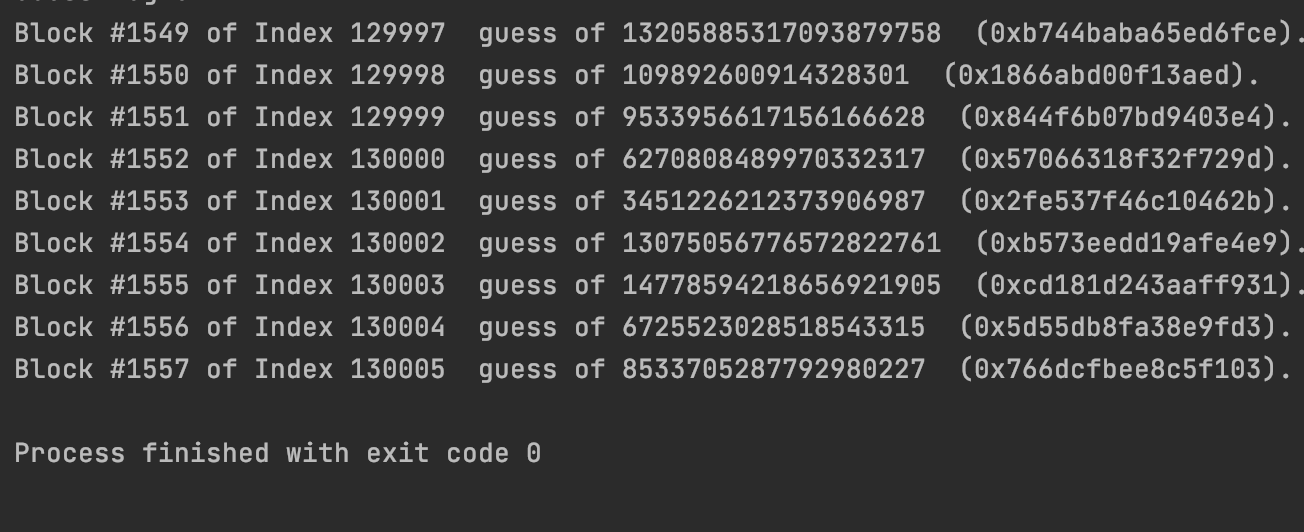 Block #1549 of Index 129997  guess of 13205885317093879758  (0xb744baba65ed6fce).
Block #1550 of Index 129998  guess of 109892600914328301  (0x1866abd00f13aed).
Block #1551 of Index 129999  guess of 9533956617156166628  (0x844f6b07bd9403e4).
Block #1552 of Index 130000  guess of 6270808489970332317  (0x57066318f32f729d).
Block #1553 of Index 130001  guess of 3451226212373906987  (0x2fe537f46c10462b).
Block #1554 of Index 130002  guess of 13075056776572822761  (0xb573eedd19afe4e9).
Block #1555 of Index 130003  guess of 14778594218656921905  (0xcd181d243aaff931).
Block #1556 of Index 130004  guess of 6725523028518543315  (0x5d55db8fa38e9fd3).
Block #1557 of Index 130005  guess of 8533705287792980227  (0x766dcfbee8c5f103).
Process finished with exit code 0